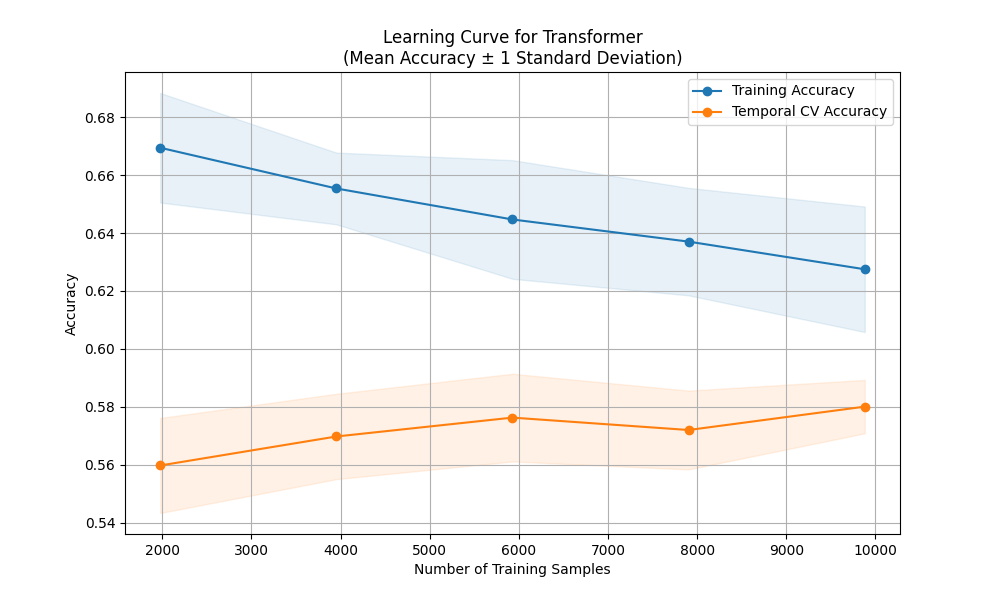 Learning Curve for Transformer
(Mean Accuracy ± 1 Standard Deviation)
Training Accuracy
Temporal CV Accuracy
Accuracy
0.68
0.66
0.64
0.62
0.60
0.58
0.56
0.54
2000 3000 4000 5000 6000 7000 8000 9000 10000
Number of Training Samples